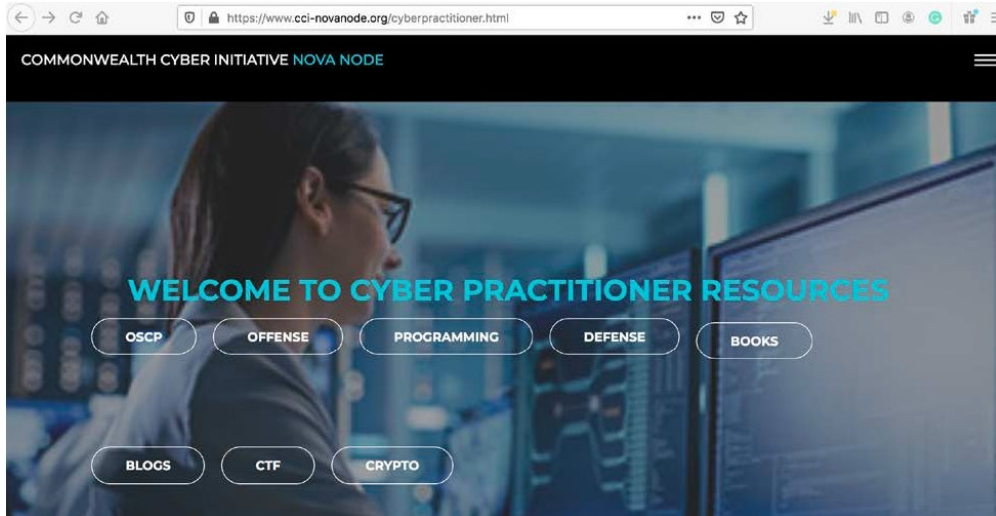 https://www.cci-novanode.org/cyberpractitioner.html
COMMONWEALTH CYBER INITIATIVE NOVA NODE
WELCOME TO CYBER PRACTITIONER RESOURCES
OSCP OFFENSE PROGRAMMING DEFENSE BOOKS
BLOGS CTF CRYPTO